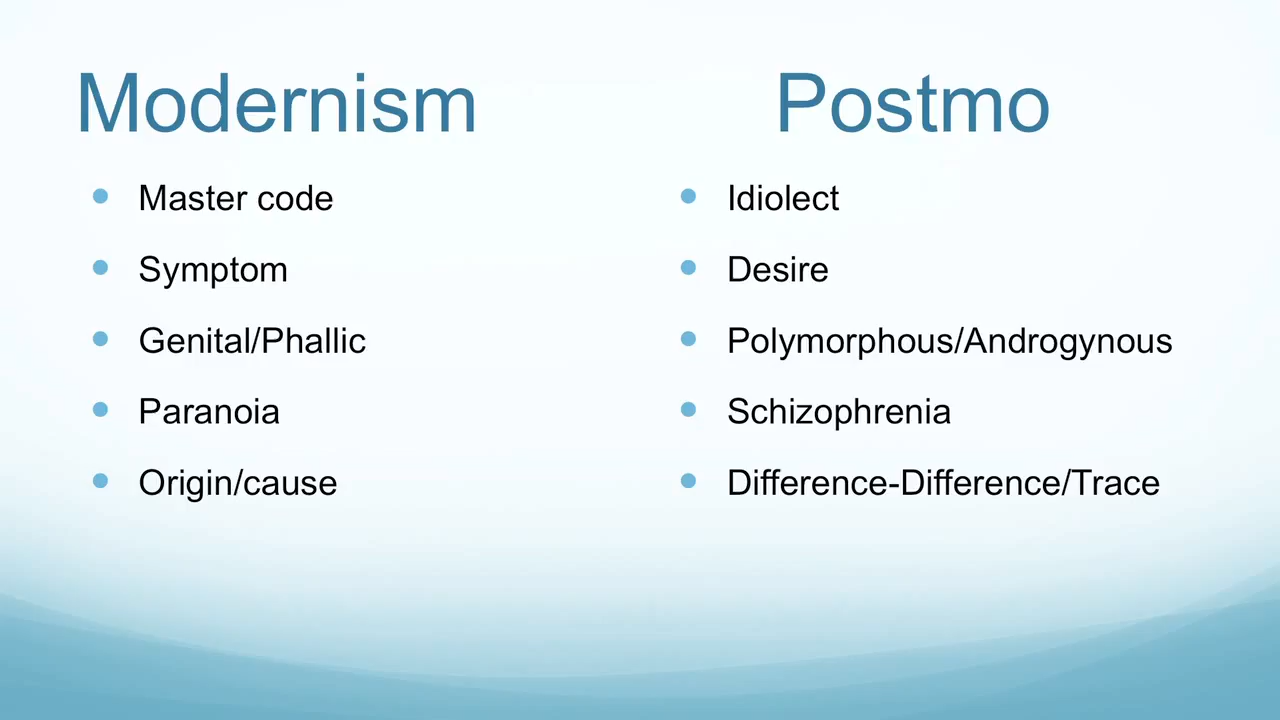 Modernism
Master code
Symptom
Genital/Phallic
Paranoia
Origin/cause
Postmo
Idiolect
Desire
Polymorphous/Androgynous
Schizophrenia
Difference-Difference/Trace